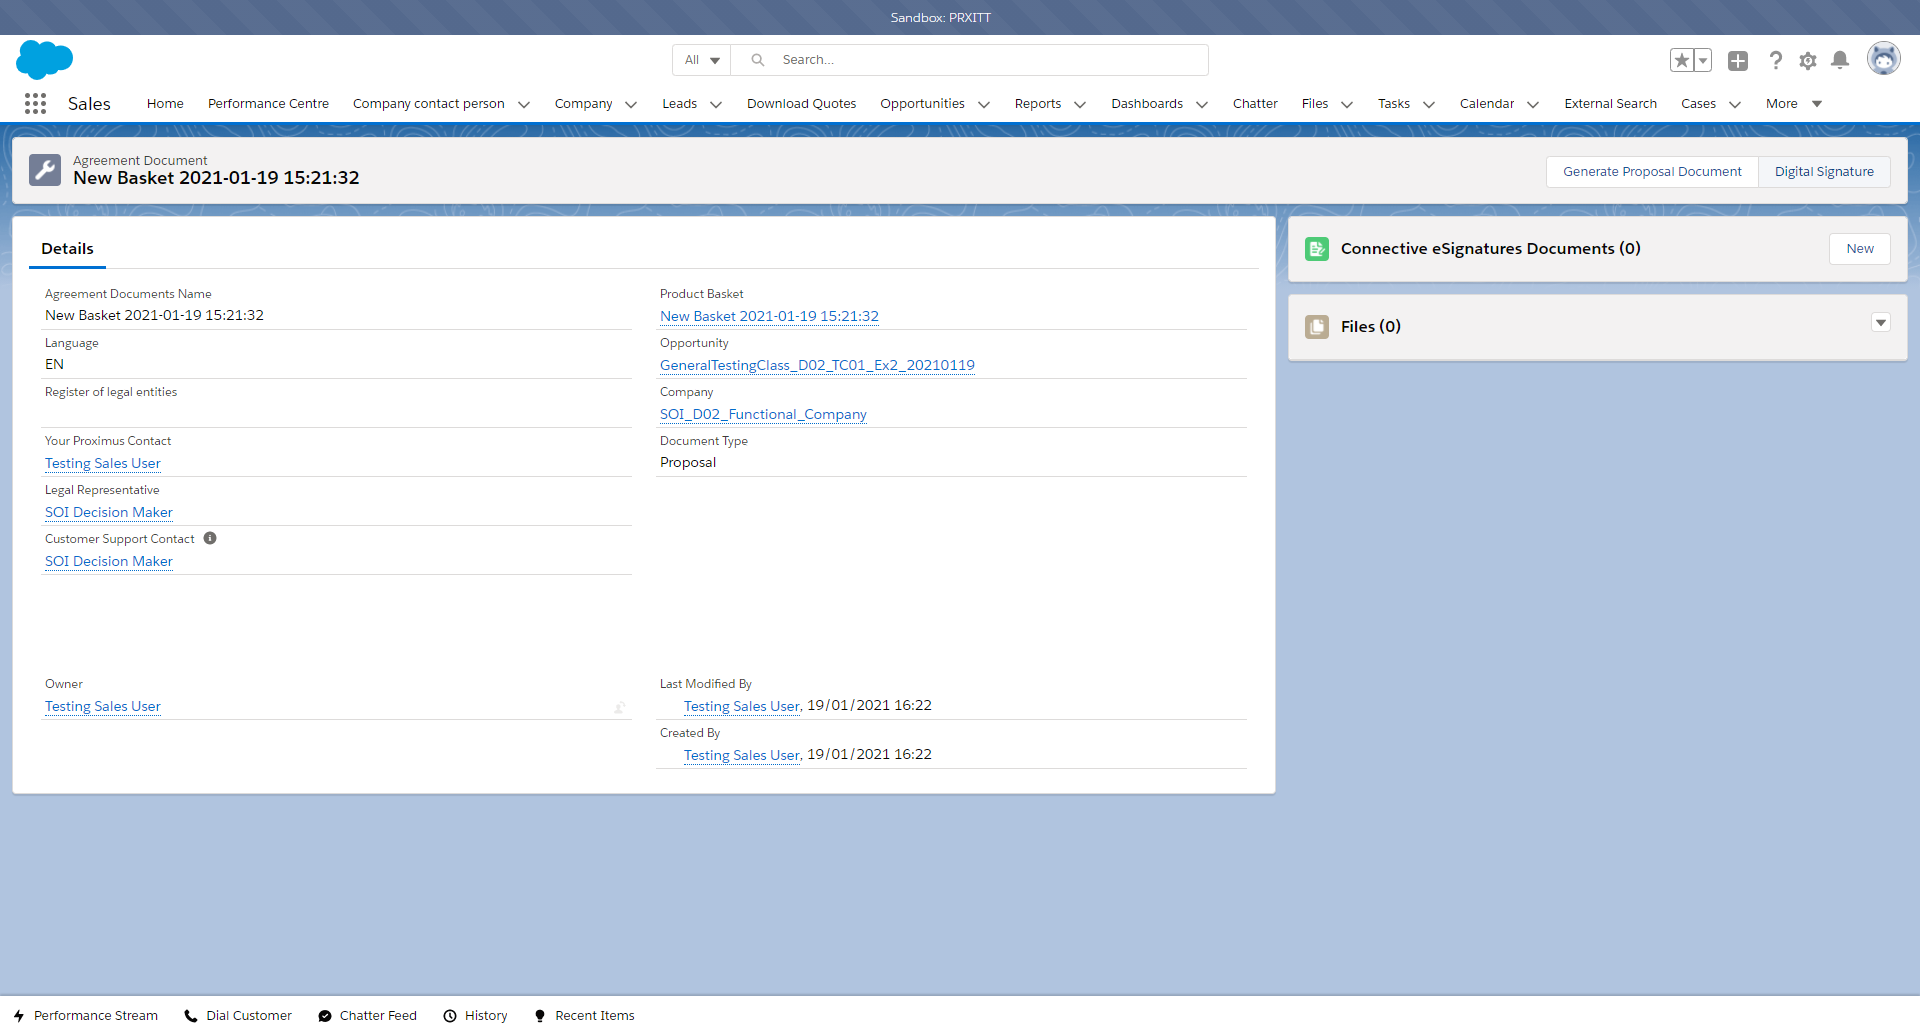 Sandbox: PRXITT
All
Search...
Sales
Home
Performance Centre
Company contact person
Company
Leads
Download Quotes
Opportunities
Reports
Dashboards
Chatter
Files
Tasks
Calendar
External Search
Cases
More
Agreement Document
New Basket 2021-01-19 15:21:32
Generate Proposal Document
Digital Signature
Details
Agreement Documents Name
New Basket 2021-01-19 15:21:32
Language
EN
Register of legal entities
Your Proximus Contact
Testing Sales User
Legal Representative
SOI Decision Maker
Customer Support Contact
SOI Decision Maker
Product Basket
New Basket 2021-01-19 15:21:32
Opportunity
GeneralTestingClass_D02_TC01_Ex2_20210119
Company
SOI_D02_Functional_Company
Document Type
Proposal
Owner
Testing Sales User
Last Modified By
Testing Sales User, 19/01/2021 16:22
Created By
Testing Sales User, 19/01/2021 16:22
Connective eSignatures Documents (0)
New
Files (0)
Performance Stream
Dial Customer
Chatter Feed
History
Recent Items